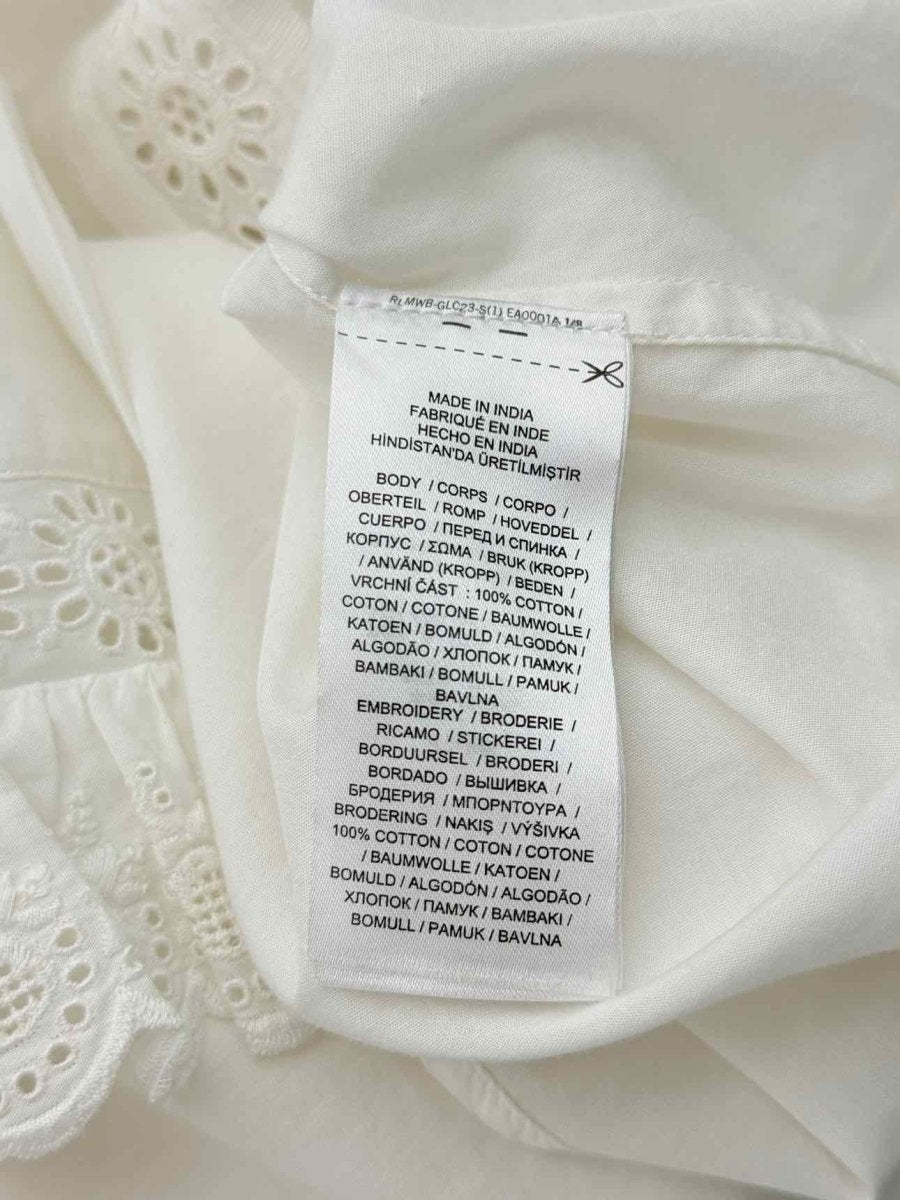 RLMWB-GLC23-S(1) EA0001A 1/8
MADE IN INDIA
FABRIQUÉ EN INDE
HECHO EN INDIA
HİNDİSTAN'DA ÜRETİLMİŞTİR
BODY / CORPS / CORPO /
OBERTEIL / ROMP / HOVEDDEL /
CUERPO / ПЕРЕД И СПИНКА /
КОРПУС / ΣΩΜΑ / BRUK (KROPP)
/ ANVÄND (KROPP) / BEDEN /
VRCHNÍ ČÁST : 100% COTTON /
COTON / COTONE / BAUMWOLLE /
KATOEN / BOMULD / ALGODÓN /
ALGODÃO / ХЛОПОК / ПАМУК /
ΒΑΜΒΑΚΙ / BOMULL / PAMUK /
BAVLNA
EMBROIDERY / BRODERIE /
RICAMO / STICKEREI /
BORDUURSEL / BRODERI /
BORDADO / ВЫШИВКА /
БРОДЕРИЯ / ΜΠΟΡΝΤΟΥΡΑ /
BRODERING / NAKIŞ / VÝŠIVKA
100% COTTON / COTON / COTONE
/ BAUMWOLLE / KATOEN /
BOMULD / ALGODÓN / ALGODÃO /
ХЛОПОК / ПАМУК / ΒΑΜΒΑΚΙ /
BOMULL / PAMUK / BAVLNA